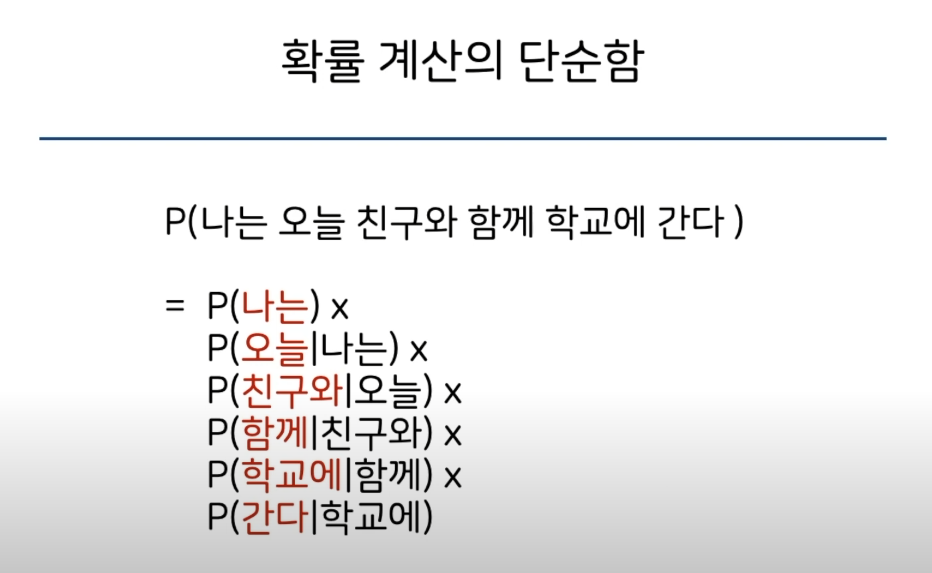 확률 계산의 단순함
P(나는 오늘 친구와 함께 학교에 간다 )
= P(나는) x
P(오늘|나는) x
P(친구와|오늘) x
P(함께|친구와) x
P(학교에|함께) x
P(간다|학교에)